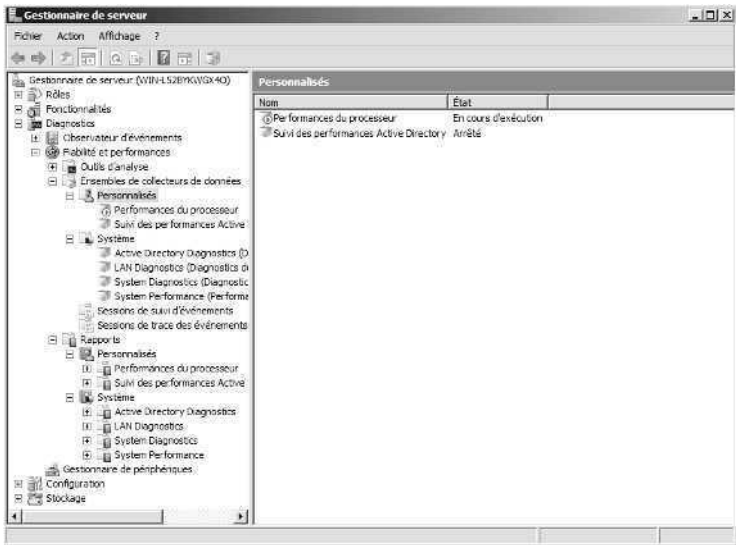 Gestionnaire de serveur
Fichier Action Affichage ?
Gestionnaire de serveur (WIN-L52BYKWGX4O)
Rôles
Fonctionnalités
Diagnostics
Observateur d'événements
Fiabilité et performances
Outils d'analyse
Ensembles de collecteurs de données
Personnalisés
Performances du processeur
Suivi des performances Active
Système
Active Directory Diagnostics (D
LAN Diagnostics (Diagnostics du
System Diagnostics (Diagnostic
System Performance (Performa
Sessions de suivi d'événements
Sessions de trace des événements
Rapports
Personnalisés
Performances du processeur
Suivi des performances Active
Système
Active Directory Diagnostics
LAN Diagnostics
System Diagnostics
System Performance
Gestionnaire de périphériques
Configuration
Stockage
Personnalisés
Nom État
Performances du processeur En cours d'exécution
Suivi des performances Active Directory Arrêté